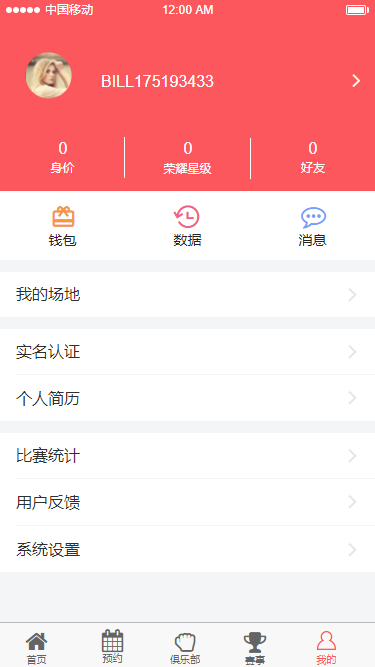 中国移动 12:00 AM
BILL175193433
0 0 0
身价 荣耀星级 好友
钱包 数据 消息
我的场地
实名认证
个人简历
比赛统计
用户反馈
系统设置
首页 预约 俱乐部 赛事 我的